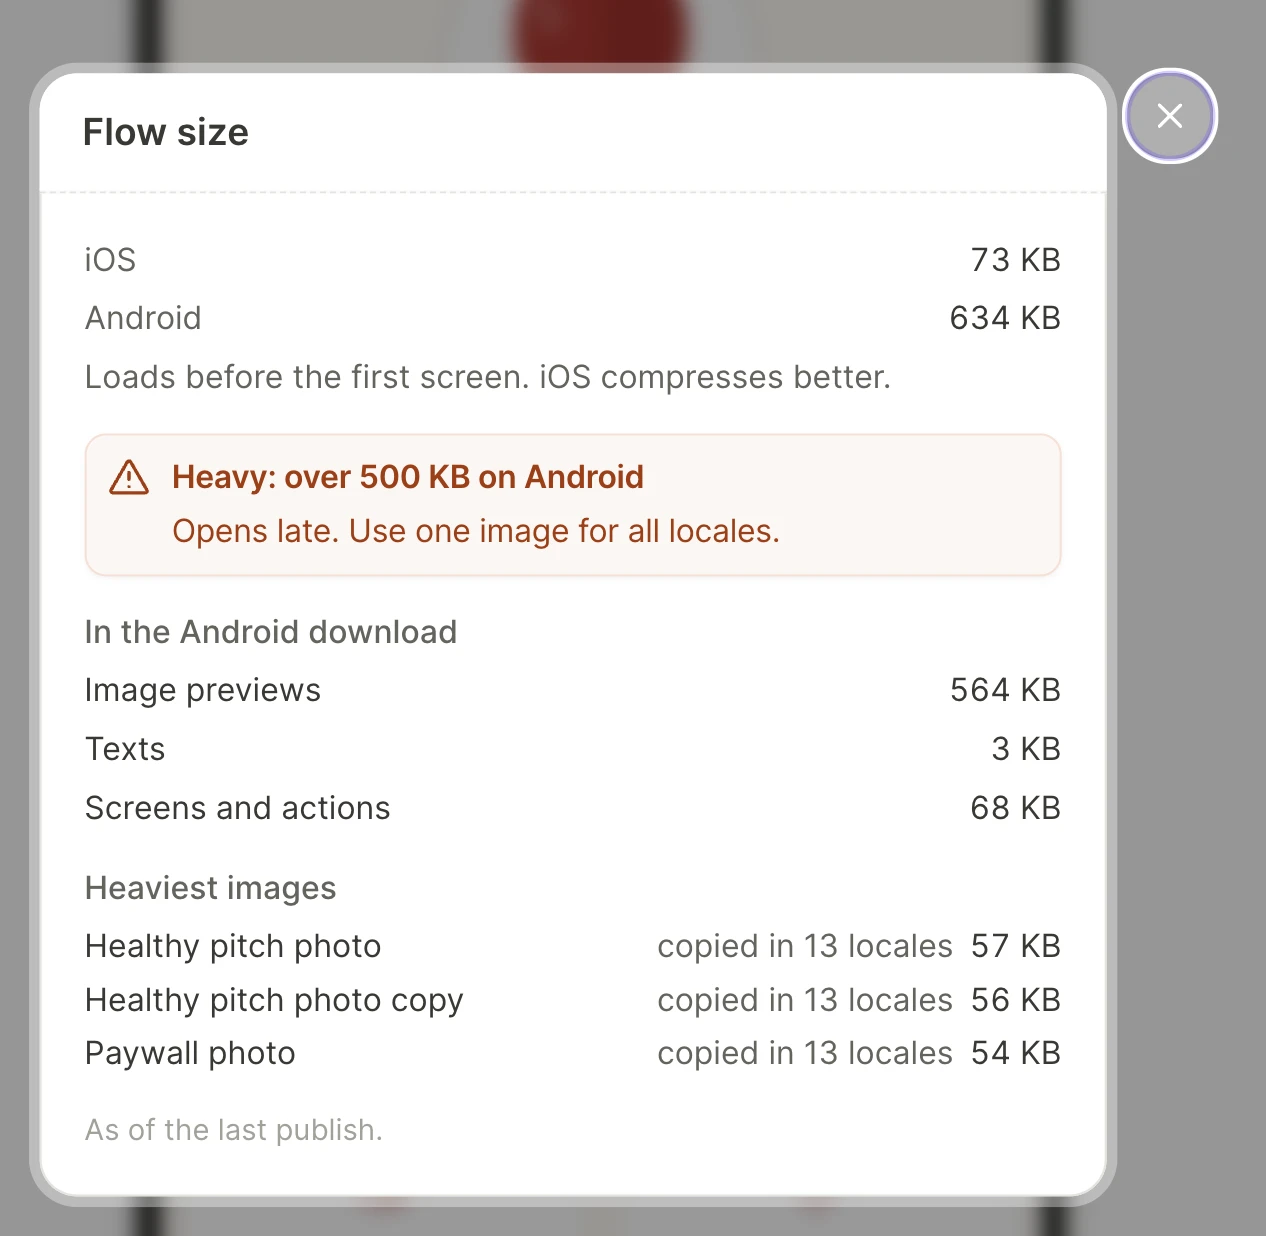 Flow size
iOS 73 KB
Android 634 KB
Loads before the first screen. iOS compresses better.
Heavy: over 500 KB on Android
Opens late. Use one image for all locales.
In the Android download
Image previews 564 KB
Texts 3 KB
Screens and actions 68 KB
Heaviest images
Healthy pitch photo copied in 13 locales 57 KB
Healthy pitch photo copy copied in 13 locales 56 KB
Paywall photo copied in 13 locales 54 KB
As of the last publish.